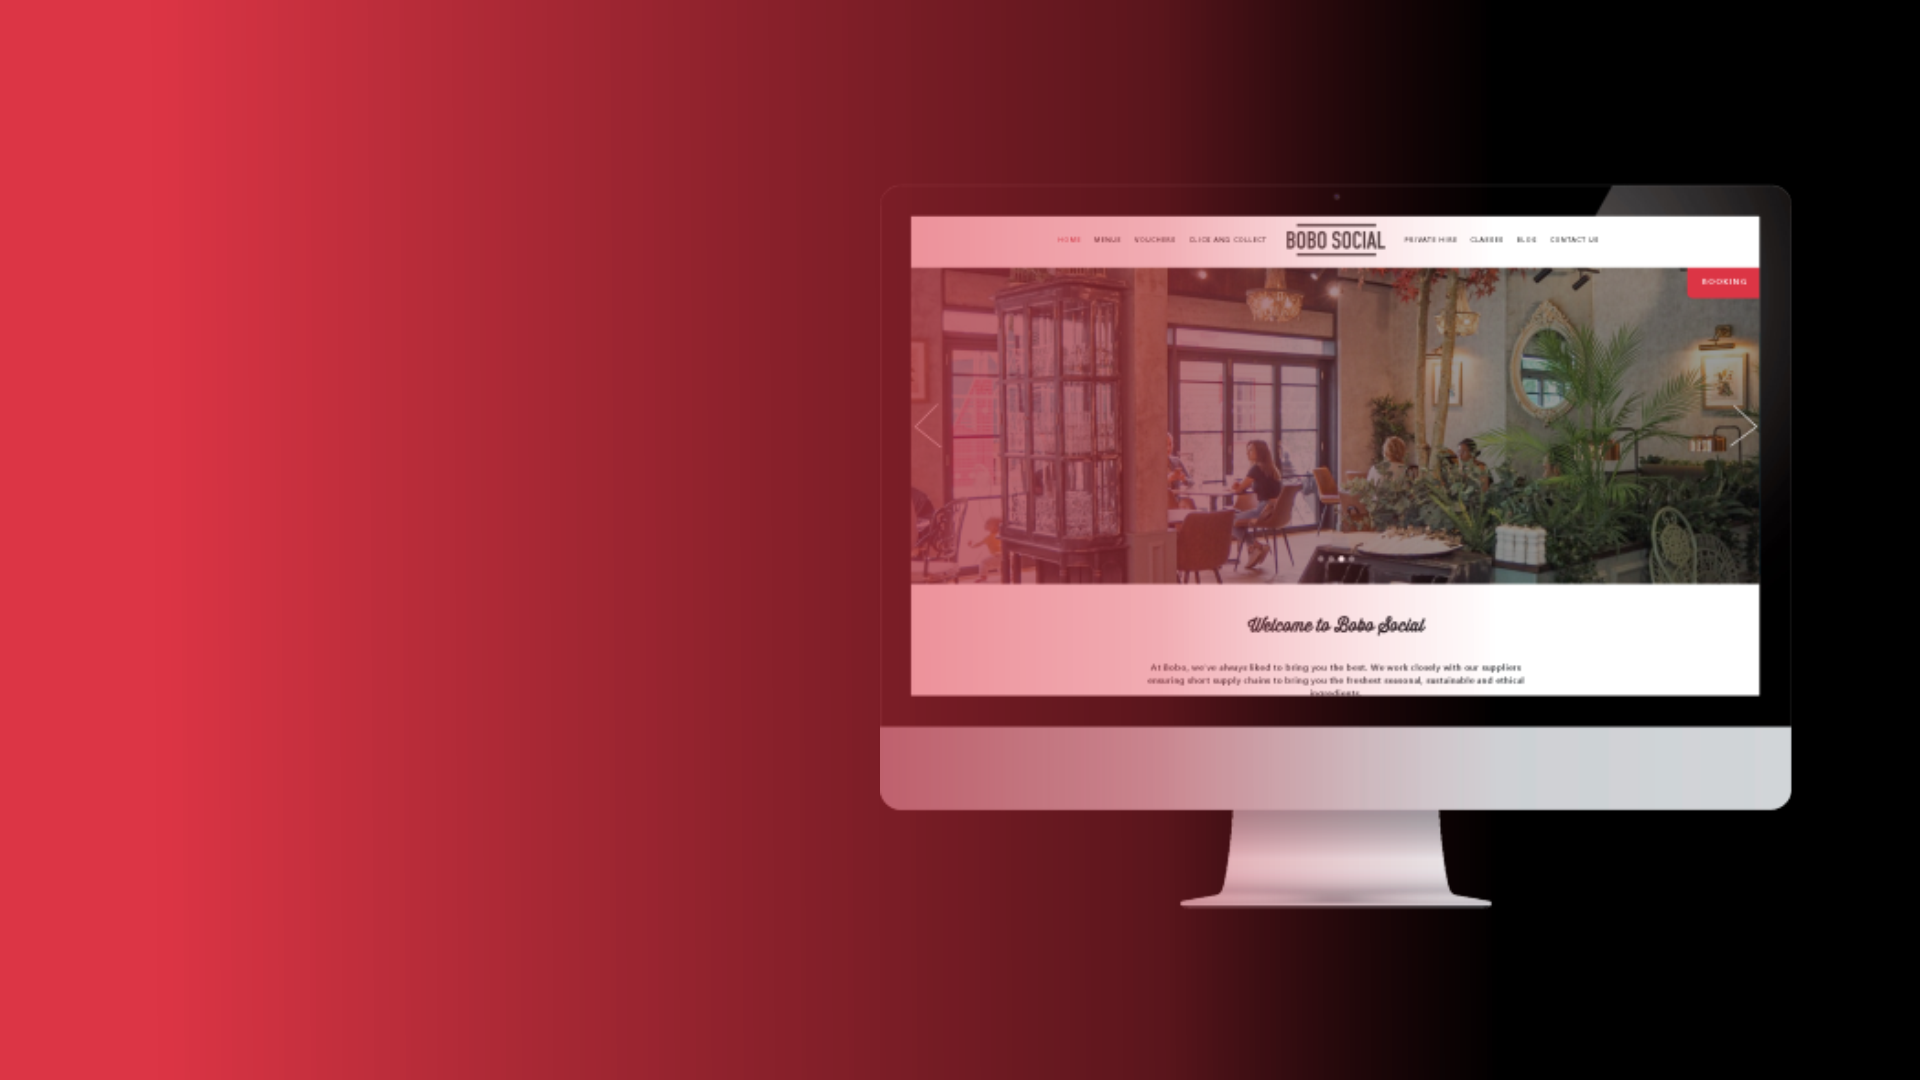 HOME MENUS VOUCHERS CLICK AND COLLECT BOBO SOCIAL PRIVATE HIRE CLASSES BLOG CONTACT US
BOOKING
Welcome to Bobo Social
At Bobo, we've always liked to bring you the best. We work closely with our suppliers
ensuring short supply chains to bring you the freshest seasonal, sustainable and ethical
ingredients.